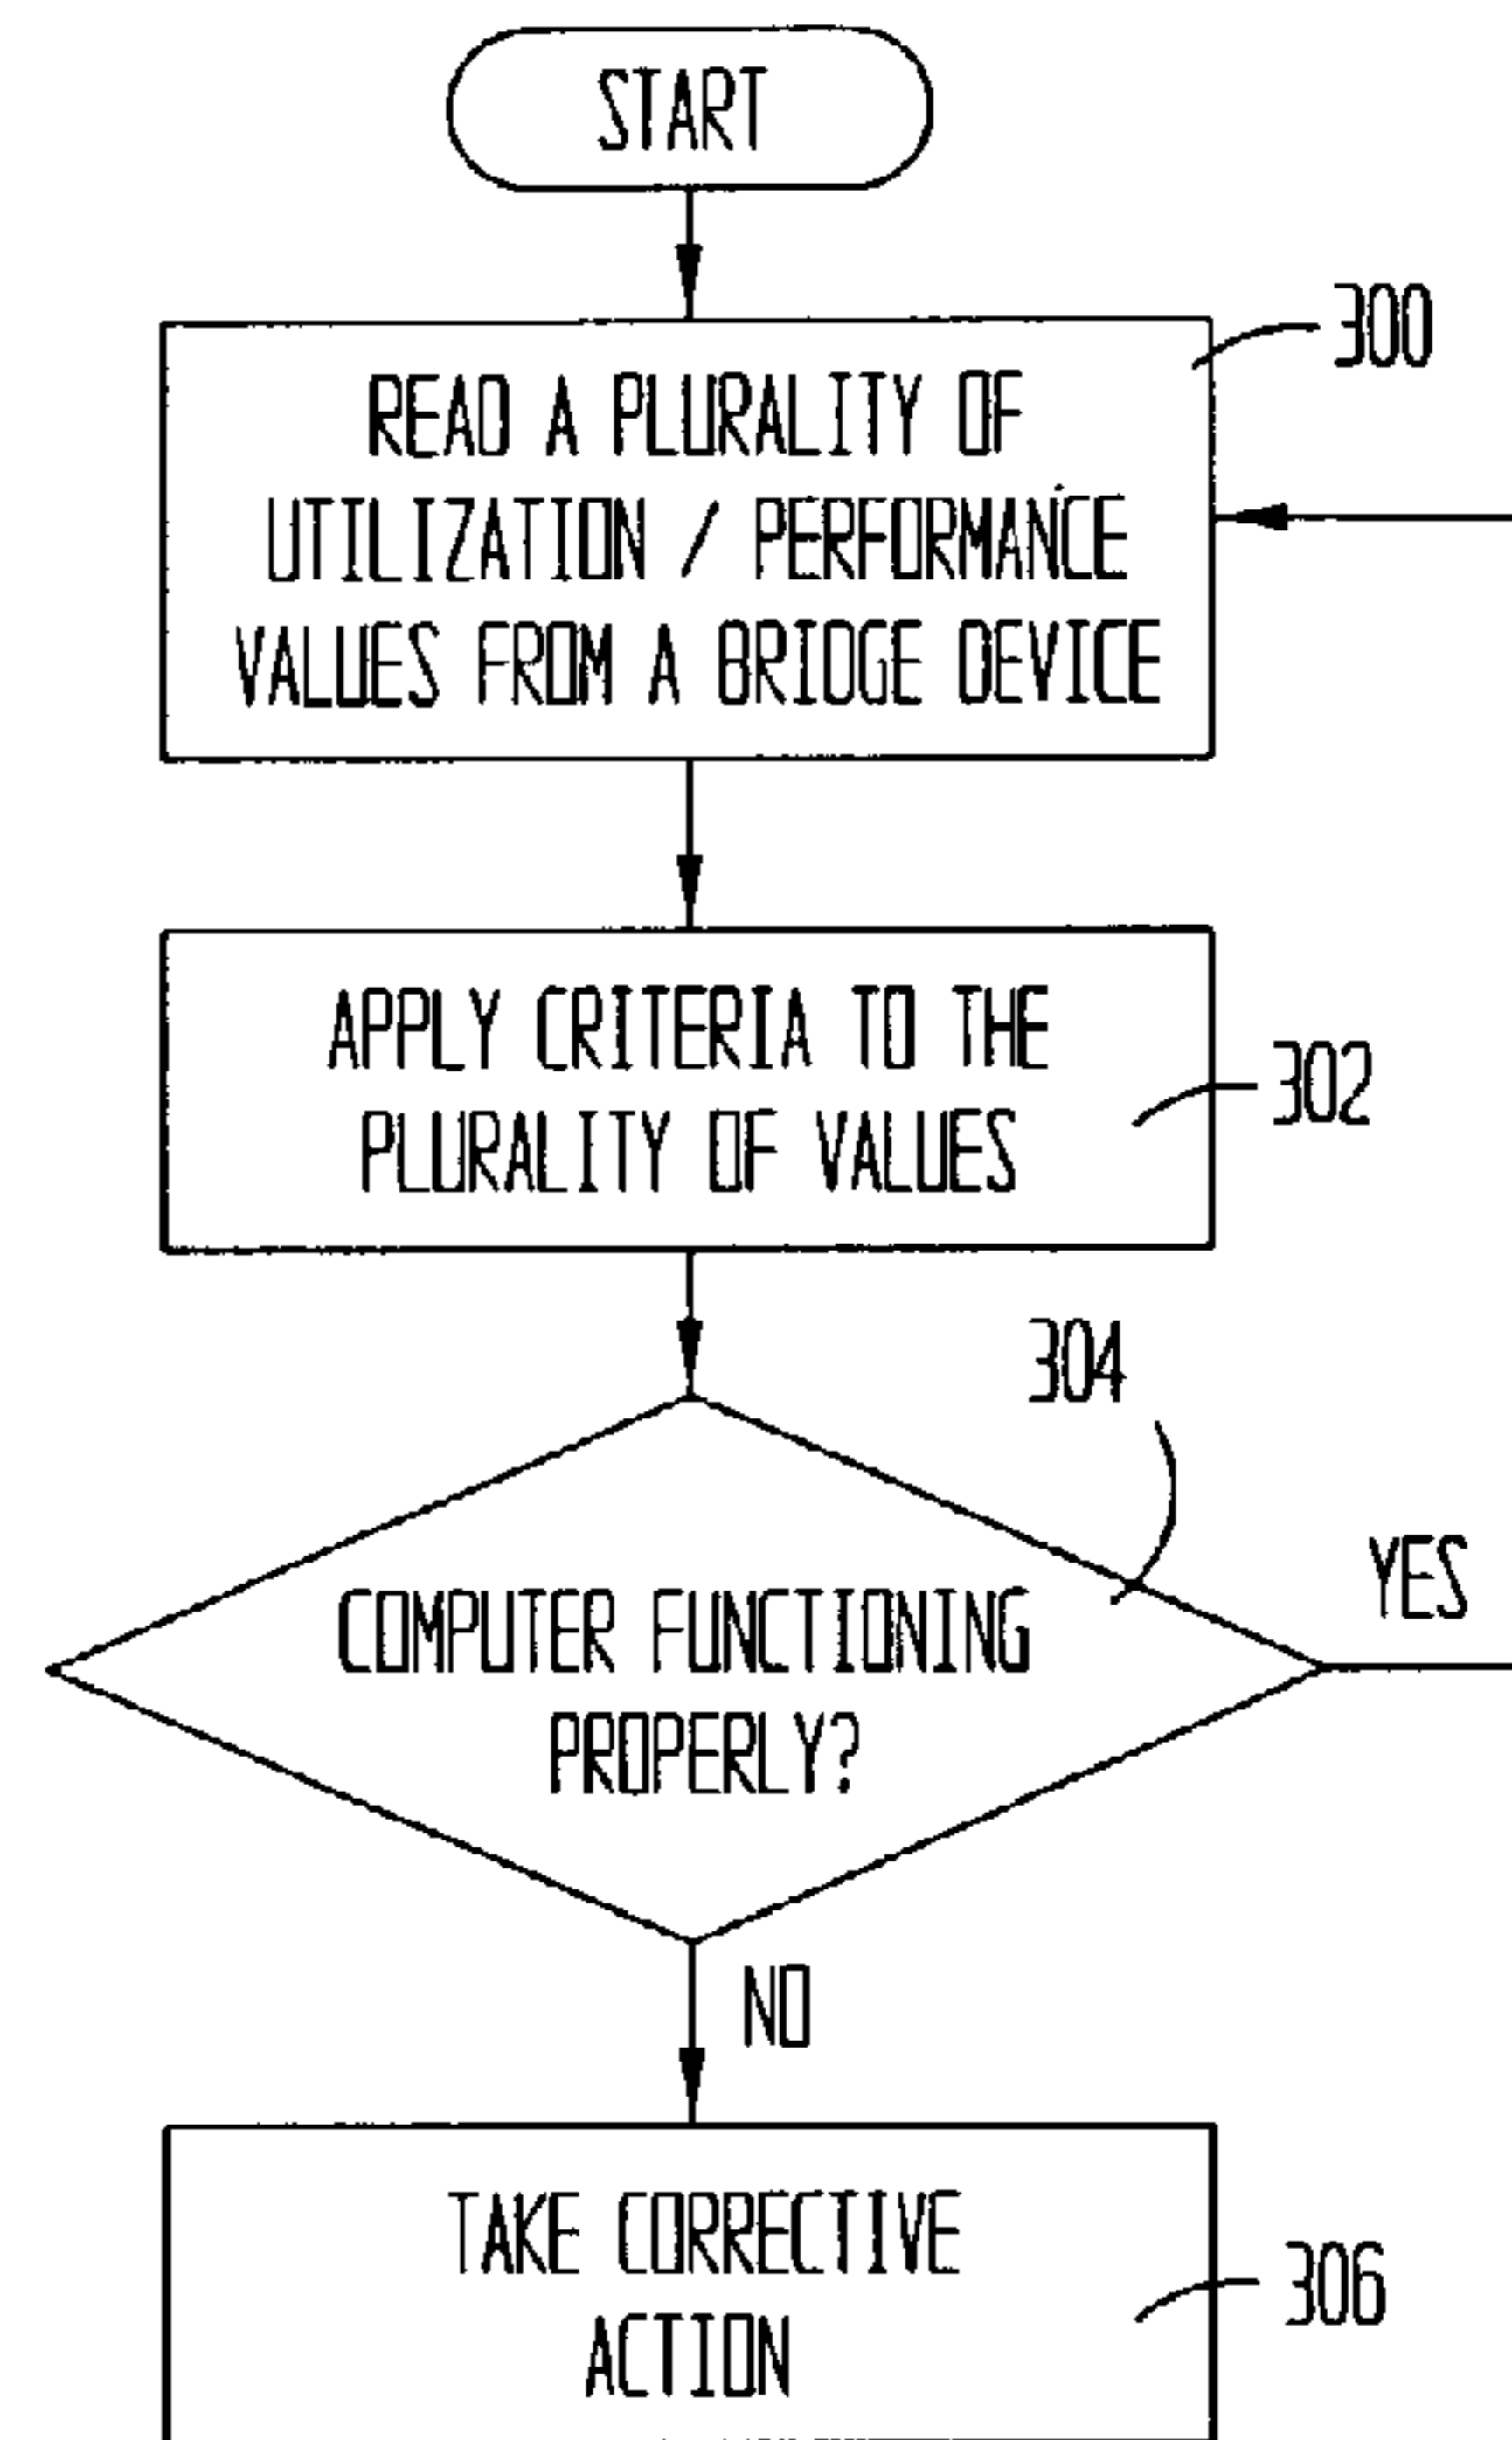 START
300
READ A PLURALITY OF
UTILIZATION / PERFORMANCE
VALUES FROM A BRIDGE DEVICE
APPLY CRITERIA TO THE
302
PLURALITY OF VALUES
304
YES
COMPUTER FUNCTIONING
PROPERLY?
NO
TAKE CORRECTIVE
306
ACTION